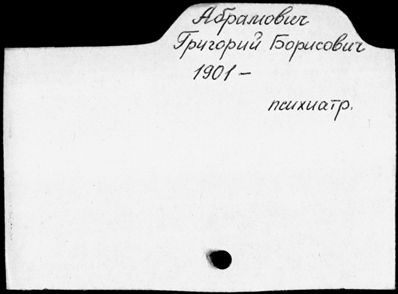 Абрамович
Григорий Борисович
1901 –
психиатр.